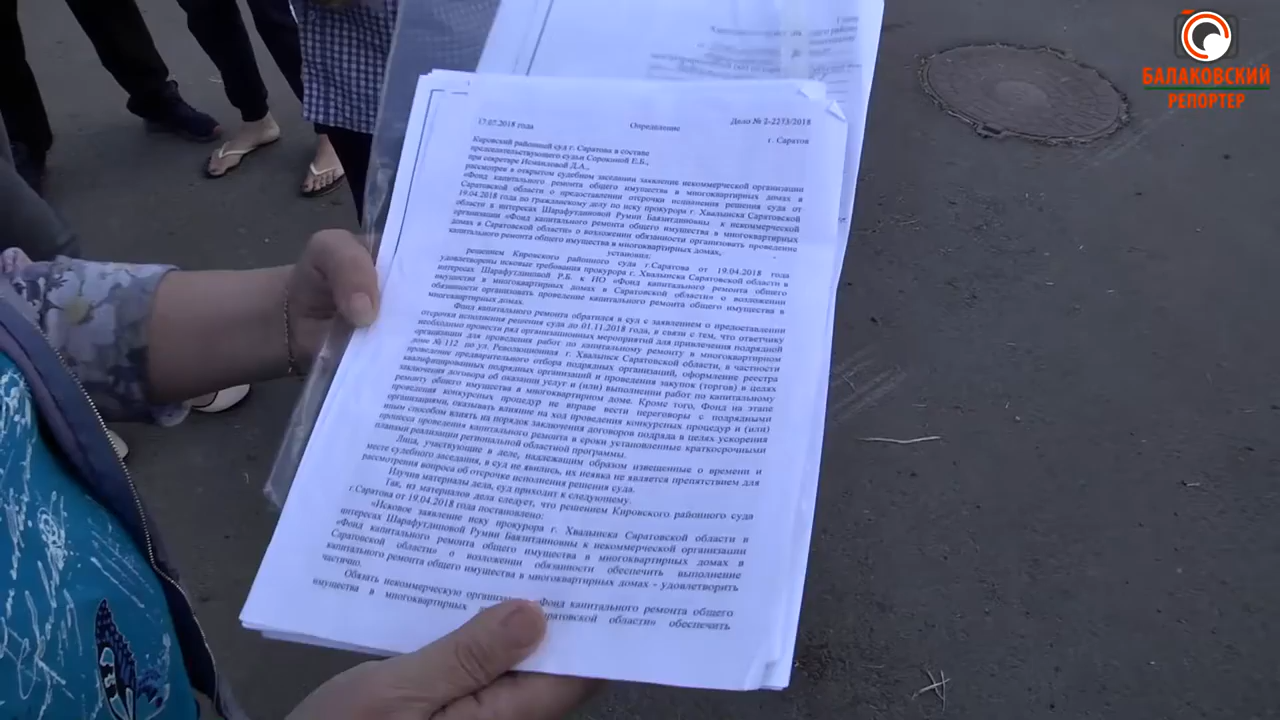 БАЛАКОВСКИЙ
РЕПОРТЕР
17.07.2018 года Определение Дело № 2-2273/2018
г. Саратов
Кировский районный суд г. Саратова в составе
председательствующего судьи Сорокиной Е.Б.,
при секретаре Исмаиловой Д.А.,
рассмотрев в открытом судебном заседании заявление некоммерческой организации
«Фонд капитального ремонта общего имущества в многоквартирных домах в
Саратовской области о предоставлении отсрочки исполнения решения суда от
19.04.2018 года по гражданскому делу по иску прокурора г. Хвалынска Саратовской
области в интересах Шарафутдиновой Румии Баязитдиновны к некоммерческой
организации «Фонд капитального ремонта общего имущества в многоквартирных
домах в Саратовской области» о возложении обязанности организовать проведение
капитального ремонта общего имущества в многоквартирных домах,
установил:
решением Кировского районного суда г.Саратова от 19.04.2018 года
удовлетворены исковые требования прокурора г. Хвалынска Саратовской области в
интересах Шарафутдиновой Р.Б. к НО «Фонд капитального ремонта общего
имущества в многоквартирных домах в Саратовской области» о возложении
обязанности организовать проведение капитального ремонта общего имущества в
многоквартирных домах.
Фонд капитального ремонта обратился в суд с заявлением о предоставлении
отсрочки исполнения решения суда до 01.11.2018 года, в связи с тем, что ответчику
необходимо провести ряд организационных мероприятий для привлечения подрядной
организации для проведения работ по капитальному ремонту в многоквартирном
доме № 112 по ул. Революционная г. Хвалынск Саратовской области, в частности
проведение предварительного отбора подрядных организаций, оформление реестра
квалифицированных подрядных организаций и проведения закупок (торгов) в целях
заключения договора об оказании услуг и (или) выполнении работ по капитальному
ремонту общего имущества в многоквартирном доме. Кроме того, Фонд на этапе
проведения конкурсных процедур не вправе вести переговоры с подрядными
организациями, оказывать влияние на ход проведения конкурсных процедур и (или)
иным способом влиять на порядок заключения договоров подряда в целях ускорения
процесса проведения капитального ремонта в сроки установленные краткосрочными
планами реализации региональной областной программы.
Лица, участвующие в деле, надлежащим образом извещенные о времени и
месте судебного заседания, в суд не явились, их неявка не является препятствием для
рассмотрения вопроса об отсрочке исполнения решения суда.
Изучив материалы дела, суд приходит к следующему.
Так, из материалов дела следует, что решением Кировского районного суда
г.Саратова от 19.04.2018 года постановлено:
«Исковое заявление иску прокурора г. Хвалынска Саратовской области в
интересах Шарафутдиновой Румии Баязитдиновны к некоммерческой организации
«Фонд капитального ремонта общего имущества в многоквартирных домах в
Саратовской области» о возложении обязанности обеспечить выполнение
капитального ремонта общего имущества в многоквартирных домах - удовлетворить
частично.
Обязать некоммерческую «Фонд капитального ремонта общего
имущества в многоквартирных области» обеспечить